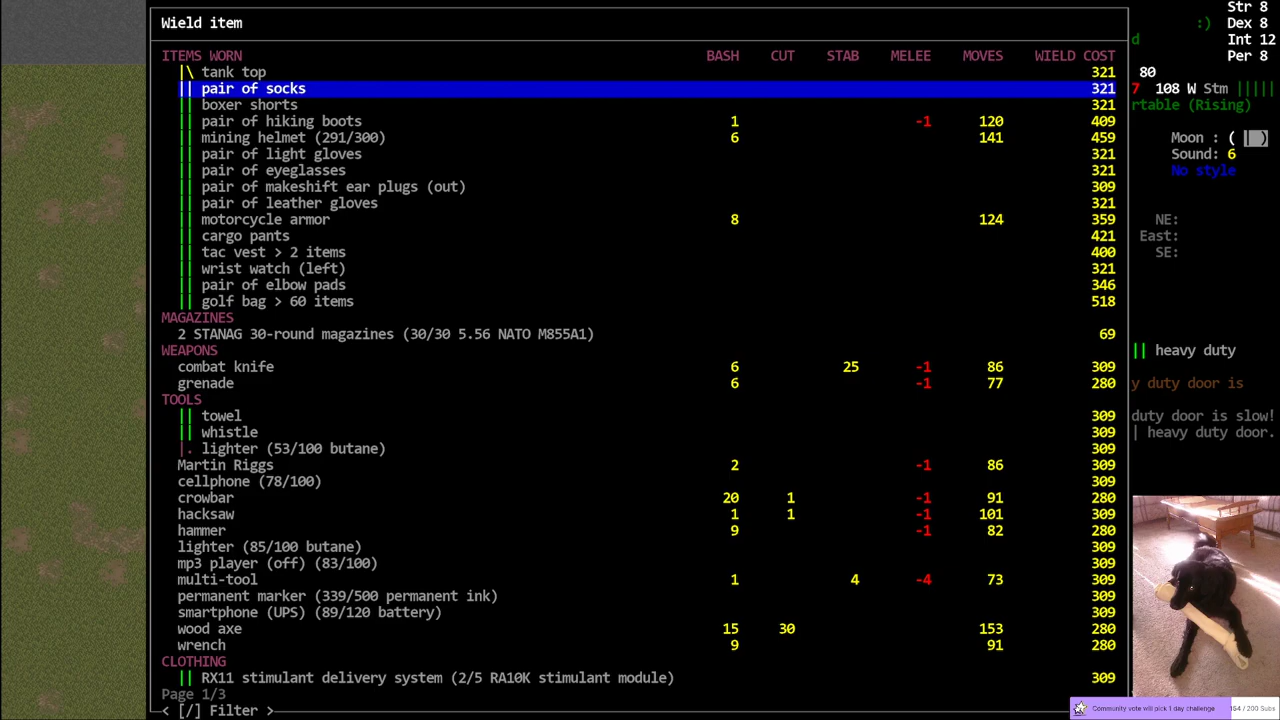 Wield item
ITEMS WORN BASH CUT STAB MELEE MOVES WIELD COST
|\ tank top 321
|| pair of socks 321
|| boxer shorts 321
|| pair of hiking boots 1 -1 120 409
|| mining helmet (291/300) 6 141 459
|| pair of light gloves 321
|| pair of eyeglasses 321
|| pair of makeshift ear plugs (out) 309
|| pair of leather gloves 321
|| motorcycle armor 8 124 359
|| cargo pants 421
|| tac vest > 2 items 400
|| wrist watch (left) 321
|| pair of elbow pads 346
|| golf bag > 60 items 518
MAGAZINES
2 STANAG 30-round magazines (30/30 5.56 NATO M855A1) 69
WEAPONS
combat knife 6 25 -1 86 309
grenade 6 -1 77 280
TOOLS
|| towel 309
|| whistle 309
|. lighter (53/100 butane) 309
Martin Riggs 2 -1 86 309
cellphone (78/100) 309
crowbar 20 1 -1 91 280
hacksaw 1 1 -1 101 309
hammer 9 -1 82 280
lighter (85/100 butane) 309
mp3 player (off) (83/100) 309
multi-tool 1 4 -4 73 309
permanent marker (339/500 permanent ink) 309
smartphone (UPS) (89/120 battery) 309
wood axe 15 30 153 280
wrench 9 91 280
CLOTHING
|| RX11 stimulant delivery system (2/5 RA10K stimulant module) 309
Page 1/3
< [/] Filter >
Str 8
:) Dex 8
d Int 12
Per 8
80
7 108 W Stm |||||
rtable (Rising)
Moon : ( | )
Sound: 6
No style
NE:
East:
SE:
|| heavy duty
y duty door is
duty door is slow!
| heavy duty door.
Community vote will pick 1 day challenge
164 / 200 Subs